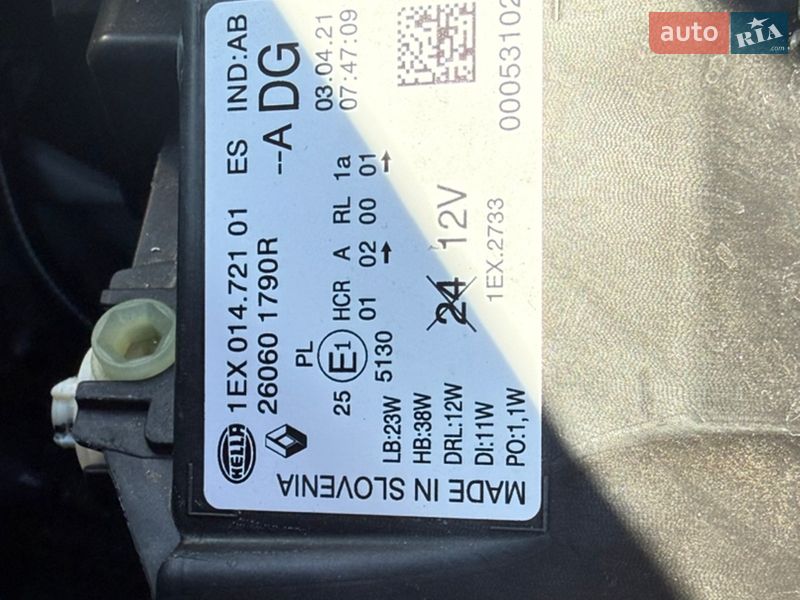 auto RIA .com
HELLA 1EX 014.721 01 ES IND:AB
26060 1790R --A DG
03.04.21
07:47:09
PL
25 E1 HCR A RL 1a
01 02 00 01
5130
LB:23W
HB:38W
DRL:12W
DI:11W
PO:1,1W
24 12V
1EX.2733
00053102
MADE IN SLOVENIA